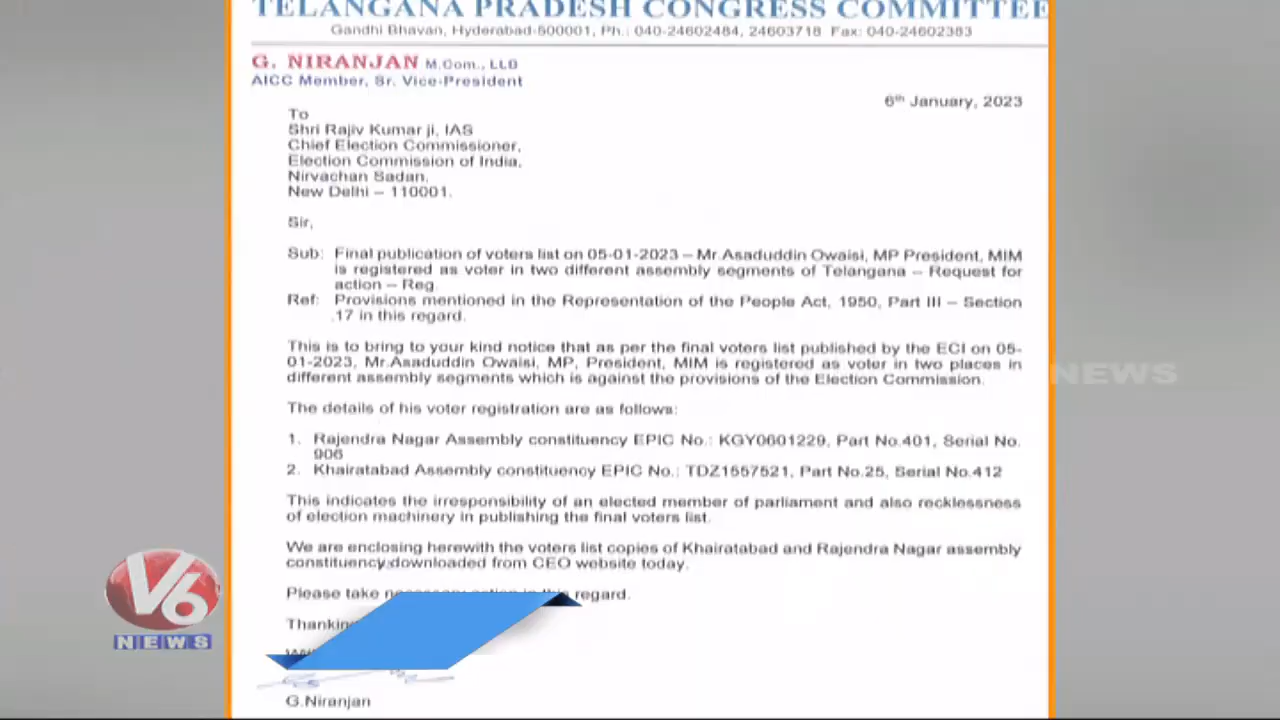 TELANGANA PRADESH CONGRESS COMMITTEE
Gandhi Bhavan, Hyderabad-500001, Ph.: 040-24602484, 24603718 Fax: 040-24602383
G. NIRANJAN M.Com., LLB
AICC Member, Sr. Vice-President
6th January, 2023
To
Shri Rajiv Kumar ji, IAS
Chief Election Commissioner,
Election Commission of India,
Nirvachan Sadan,
New Delhi – 110001.
Sir,
Sub: Final publication of voters list on 05-01-2023 – Mr.Asaduddin Owaisi, MP President, MIM
is registered as voter in two different assembly segments of Telangana – Request for
action – Reg.
Ref: Provisions mentioned in the Representation of the People Act, 1950, Part III – Section
17 in this regard.
This is to bring to your kind notice that as per the final voters list published by the ECI on 05-
01-2023, Mr.Asaduddin Owaisi, MP, President, MIM is registered as voter in two places in
different assembly segments which is against the provisions of the Election Commission.
The details of his voter registration are as follows:
1. Rajendra Nagar Assembly constituency EPIC No.: KGY0601229, Part No.401, Serial No.
906
2. Khairatabad Assembly constituency EPIC No.: TDZ1557521, Part No.25, Serial No.412
This indicates the irresponsibility of an elected member of parliament and also recklessness
of election machinery in publishing the final voters list.
We are enclosing herewith the voters list copies of Khairatabad and Rajendra Nagar assembly
constituency downloaded from CEO website today.
Please take regard.
G.Niranjan
V6
NEWS
NEWS